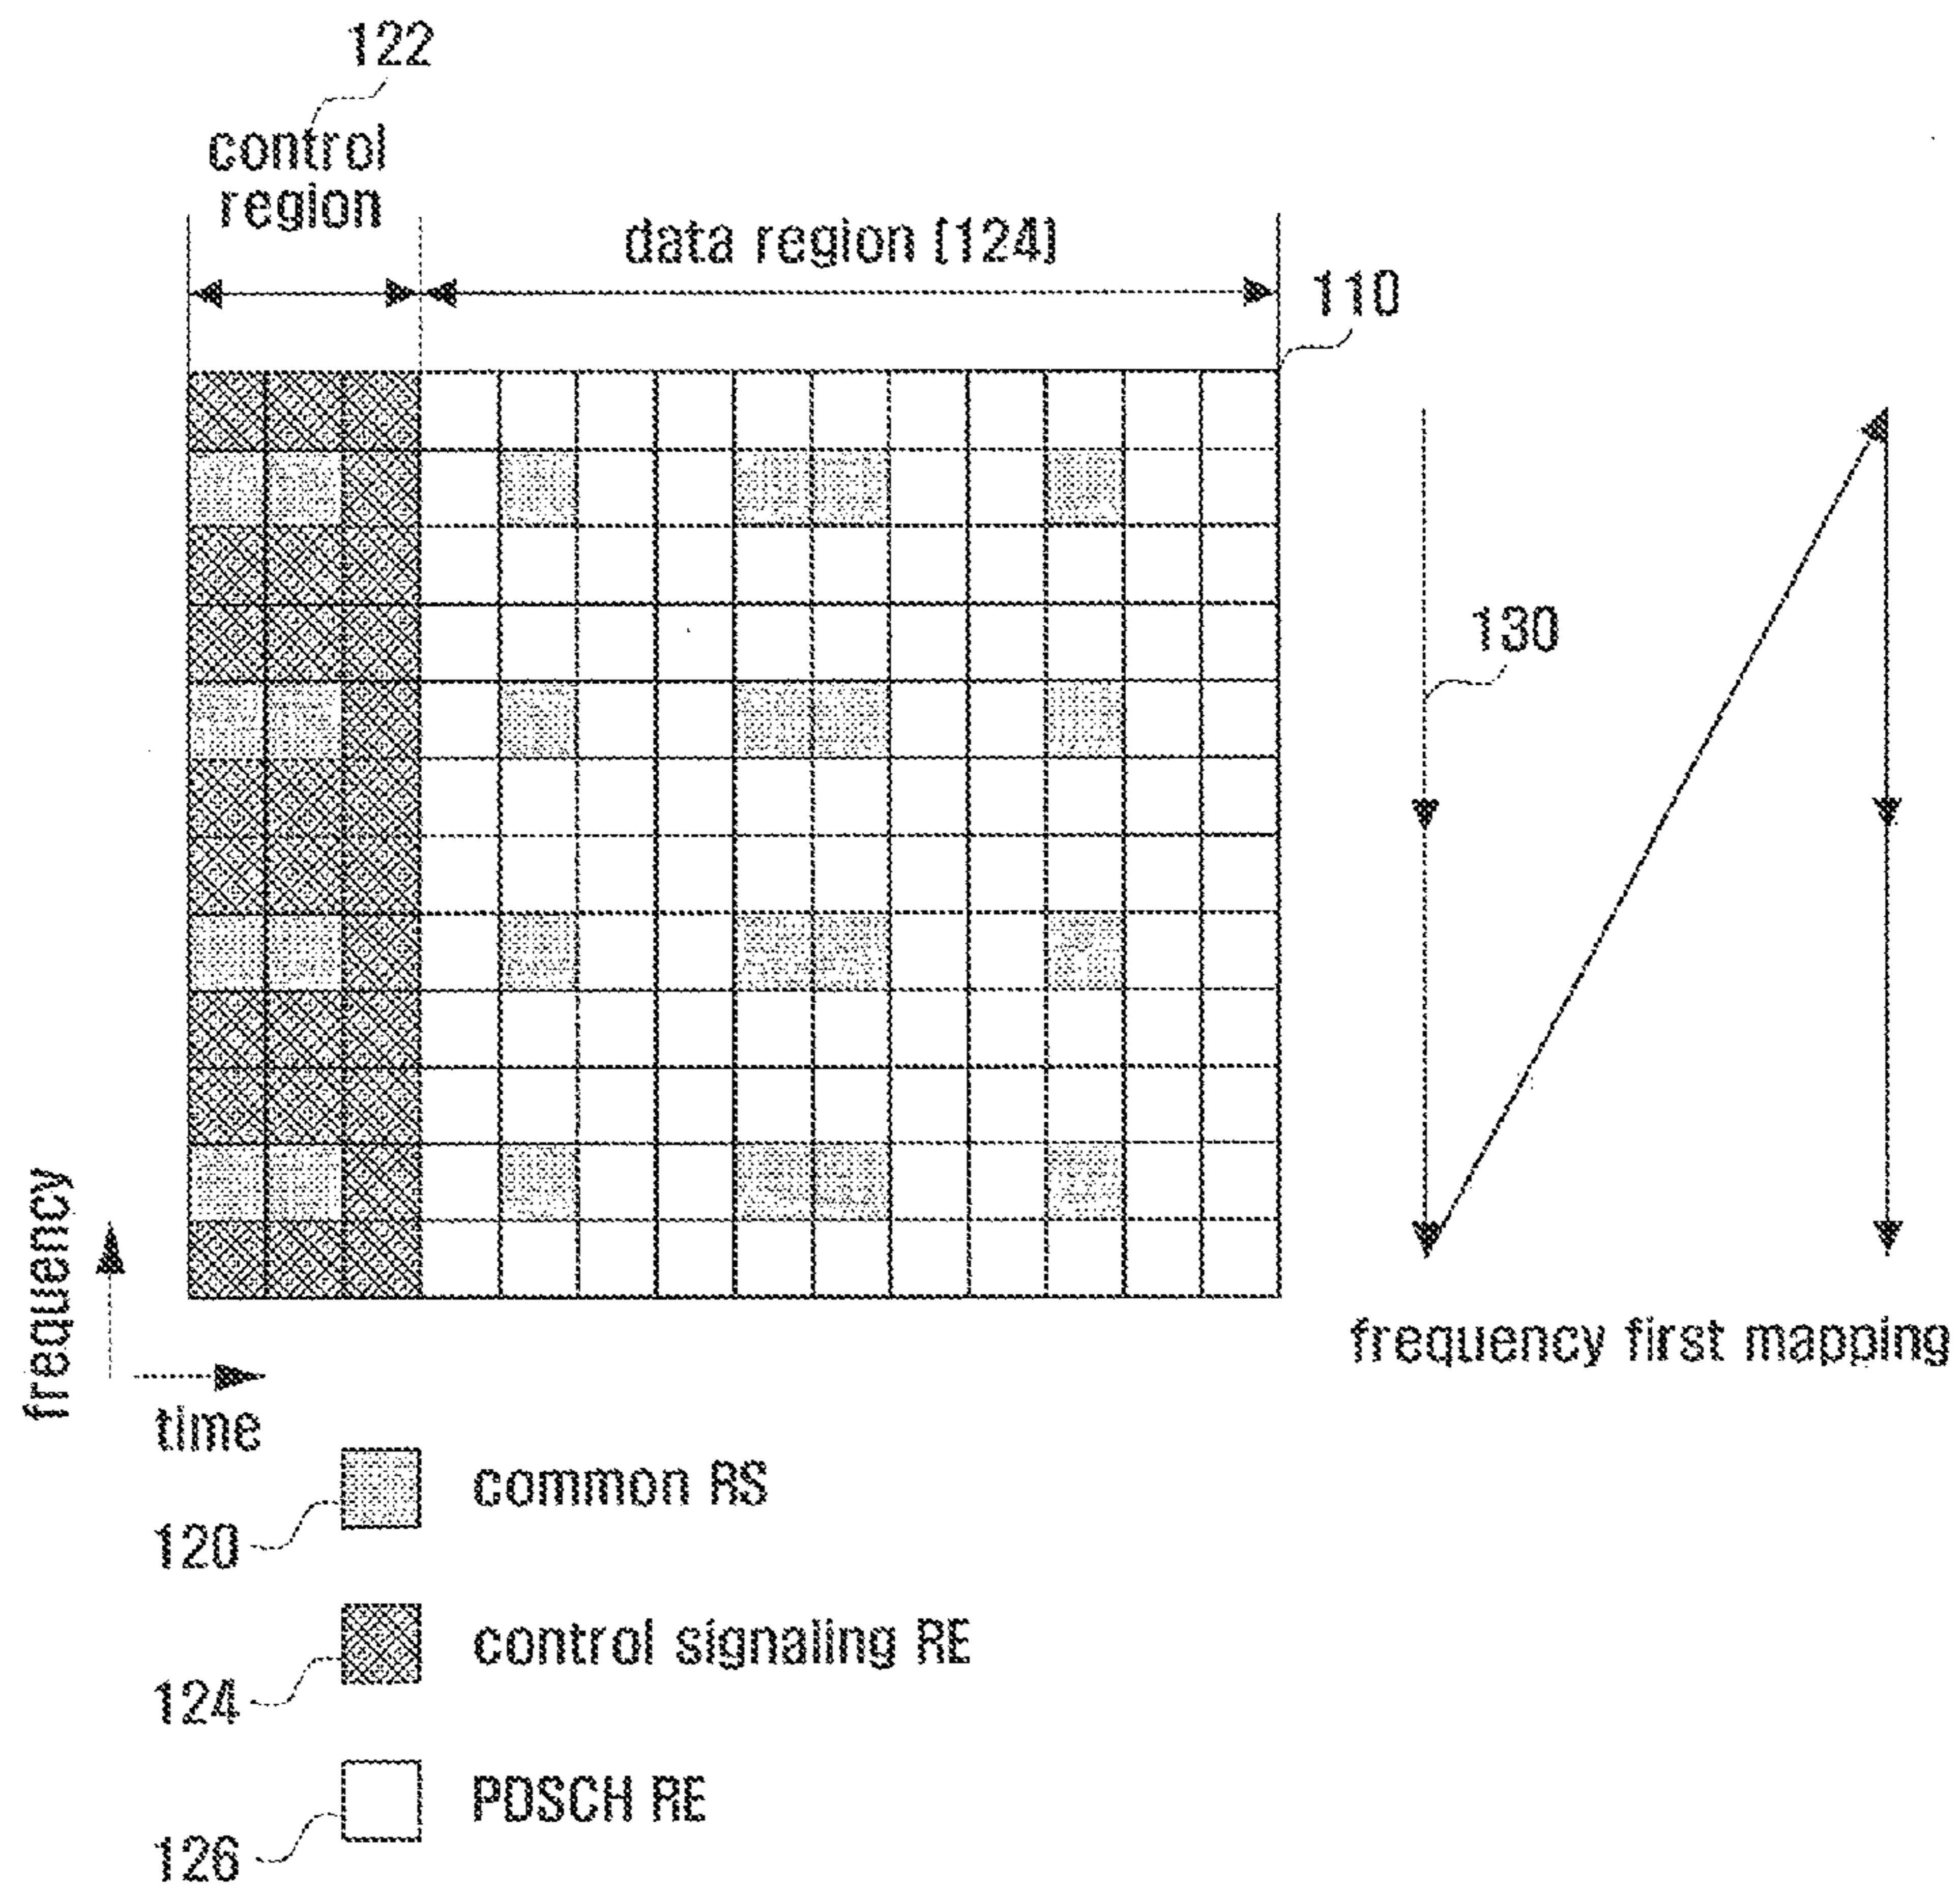 122
control
region
data region (124)
110
130
frequency first mapping
frequency
time
120
common RS
124
control signaling RE
126
PDSCH RE